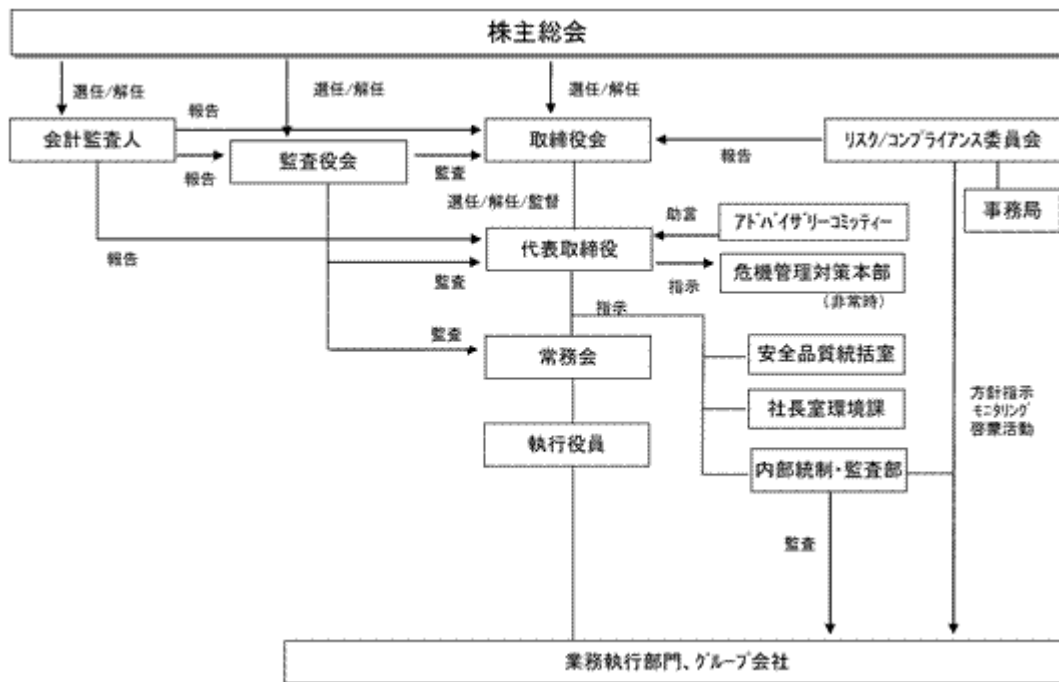 株主総会
選任/解任
選任/解任
選任/解任
報告
会計監査人
取締役会
リスク/コンプライアンス委員会
監査役会
報告
監査
報告
事務局
選任/解任/監督
助言
アドバイザリーコミッティー
代表取締役
報告
監査
指示
危機管理対策本部
(非常時)
指示
監査
常務会
安全品質統括室
社長室環境課
方針指示
モニタリング
啓蒙活動
執行役員
内部統制・監査部
監査
業務執行部門、グループ会社